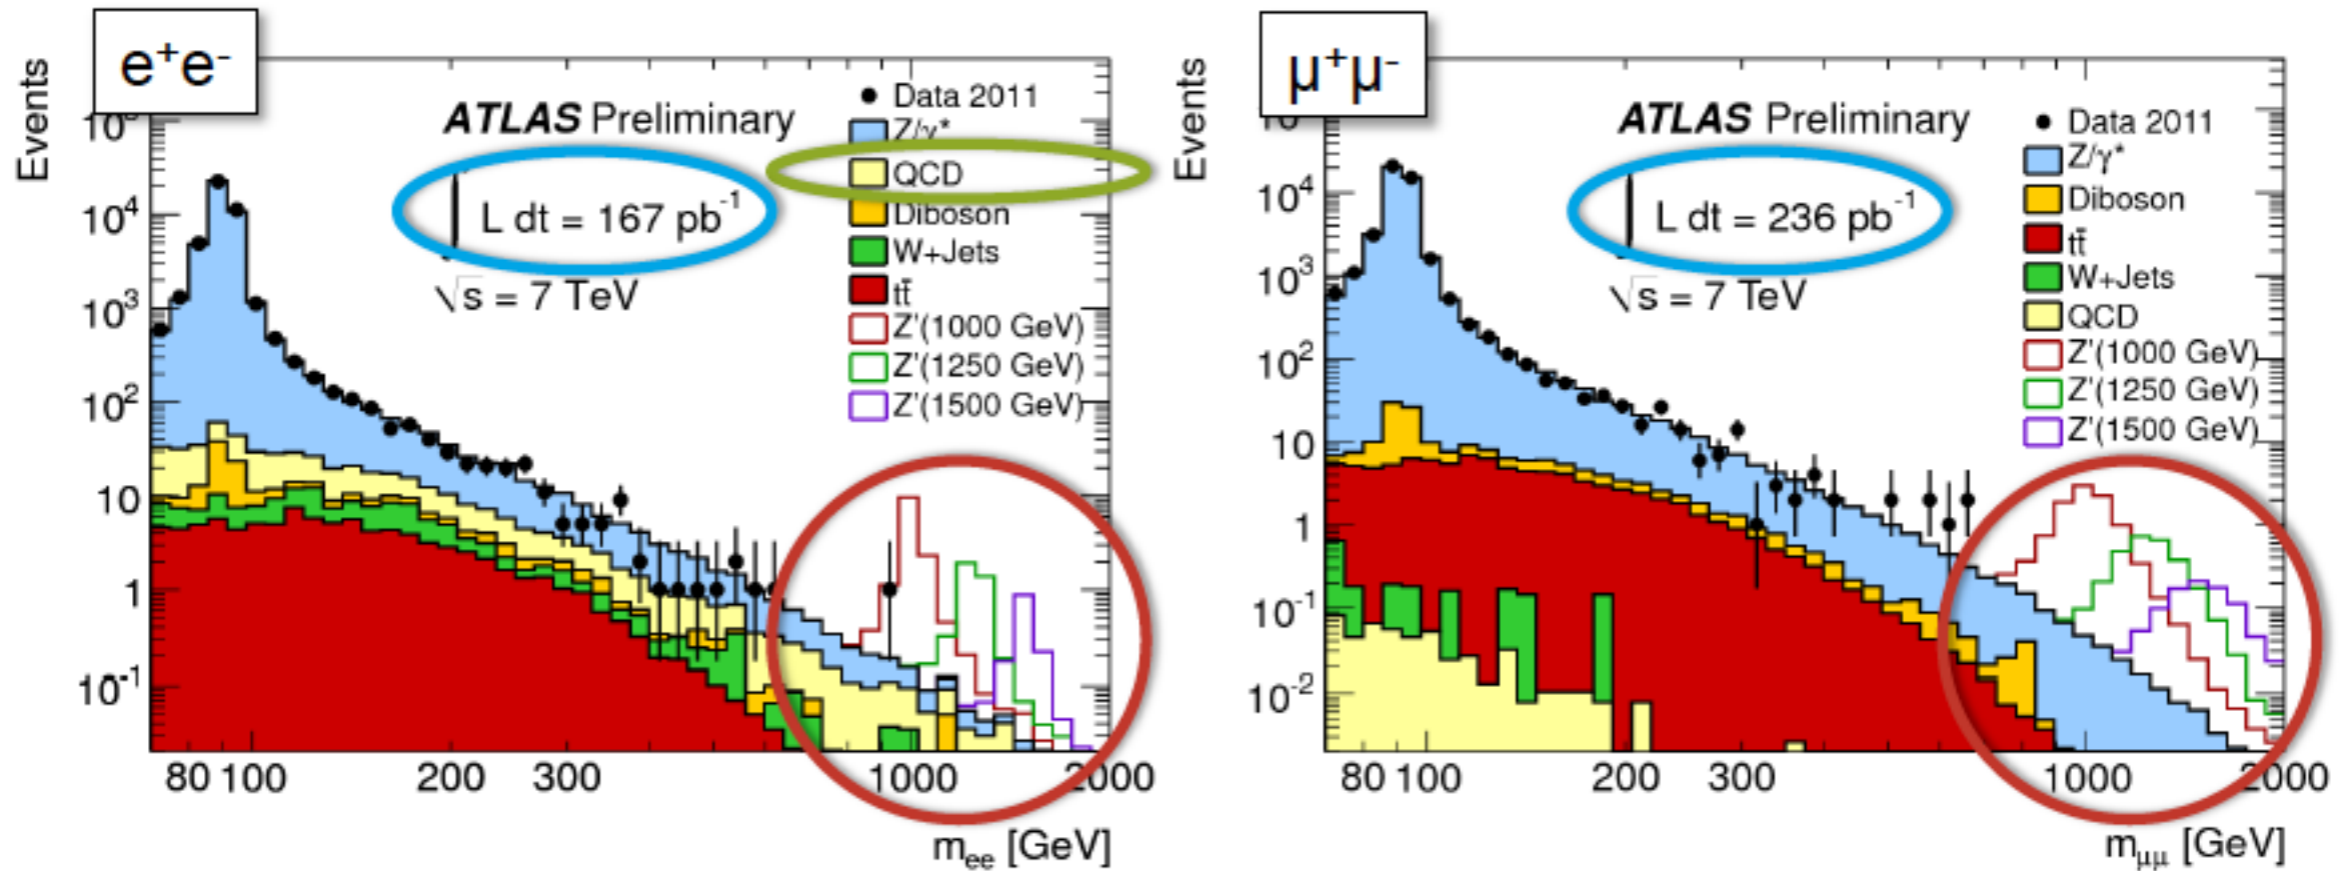 e⁺e⁻
Events
ATLAS Preliminary
L dt = 167 pb⁻¹
√s = 7 TeV
Data 2011
Z/γ*
QCD
Diboson
W+Jets
tt̄
Z'(1000 GeV)
Z'(1250 GeV)
Z'(1500 GeV)
10⁴
10³
10²
10
1
10⁻¹
80 100 200 300 1000 2000
mₑₑ [GeV]
μ⁺μ⁻
Events
ATLAS Preliminary
L dt = 236 pb⁻¹
√s = 7 TeV
Data 2011
Z/γ*
Diboson
tt̄
W+Jets
QCD
Z'(1000 GeV)
Z'(1250 GeV)
Z'(1500 GeV)
10⁴
10³
10²
10
1
10⁻¹
10⁻²
80 100 200 300 1000 2000
m_μμ [GeV]